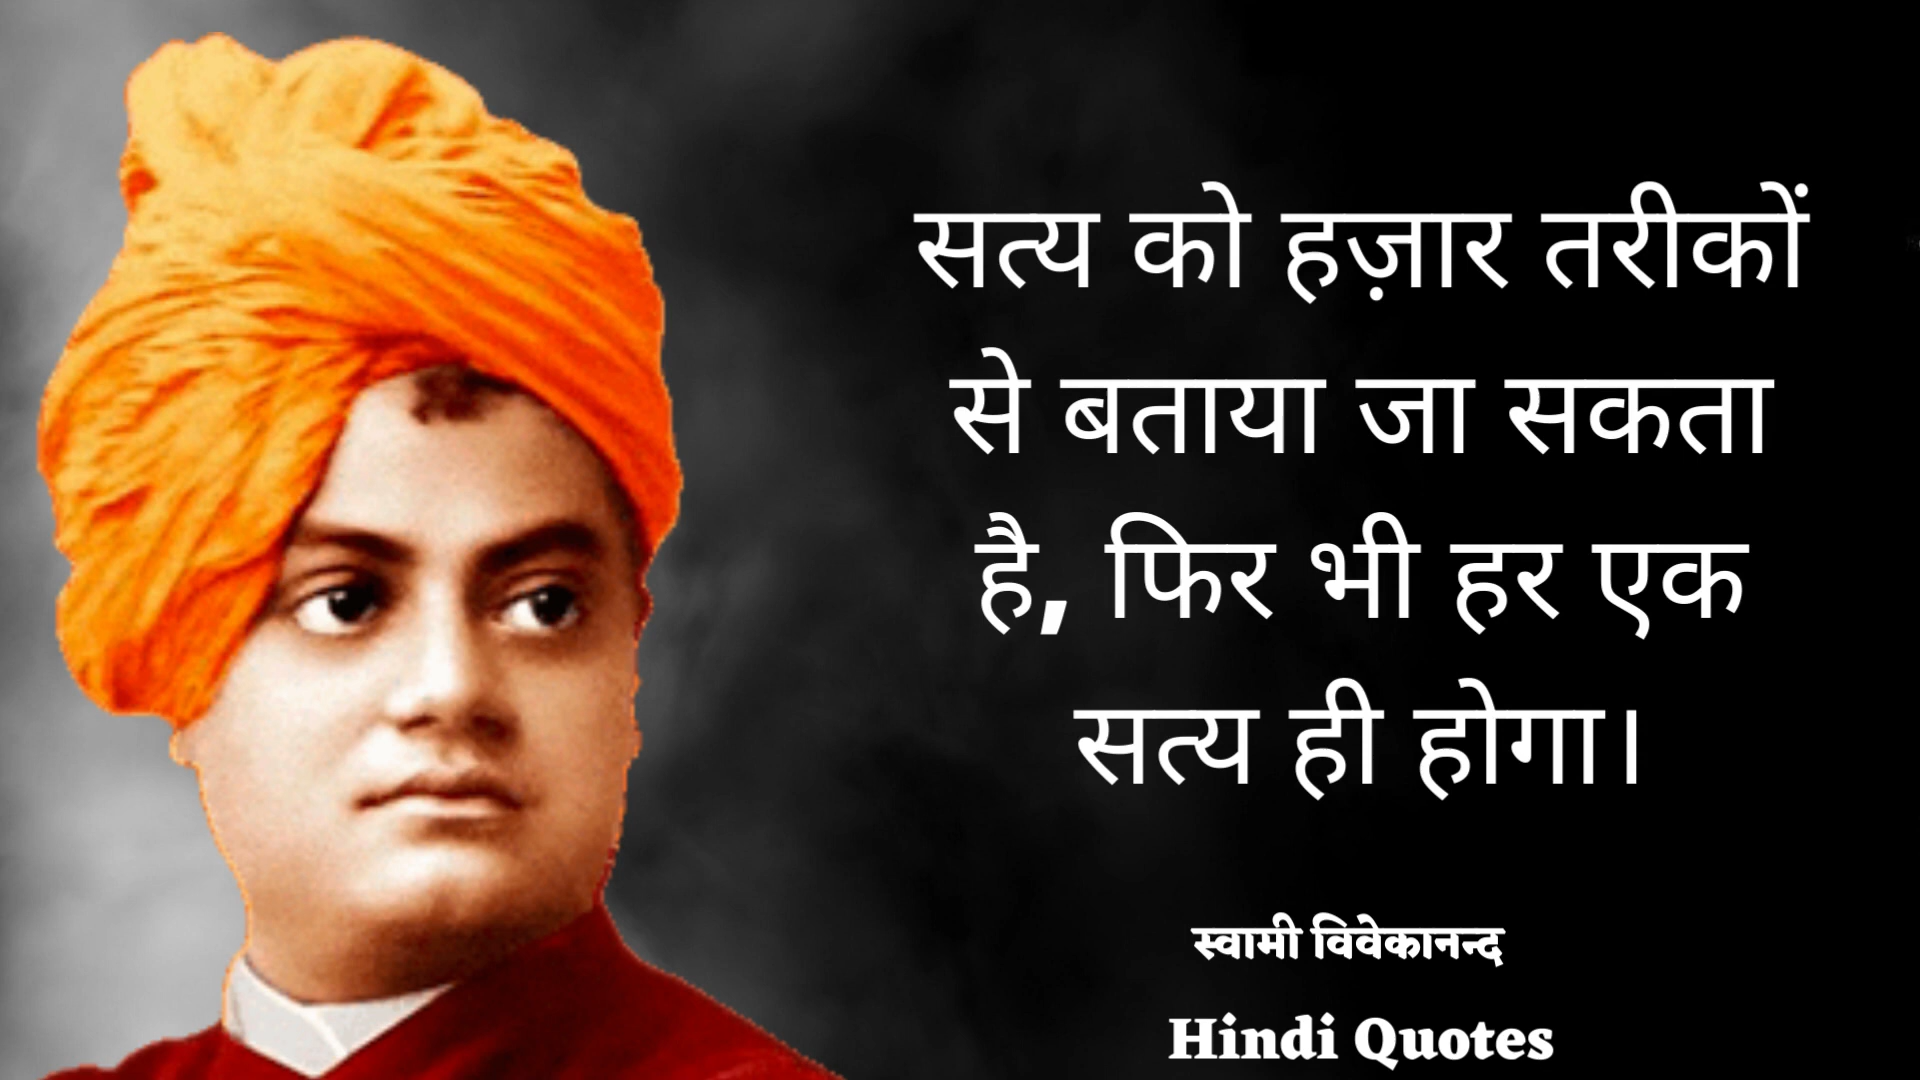 सत्य को हज़ार तरीकों
से बताया जा सकता
है, फिर भी हर एक
सत्य ही होगा।
स्वामी विवेकानन्द
Hindi Quotes